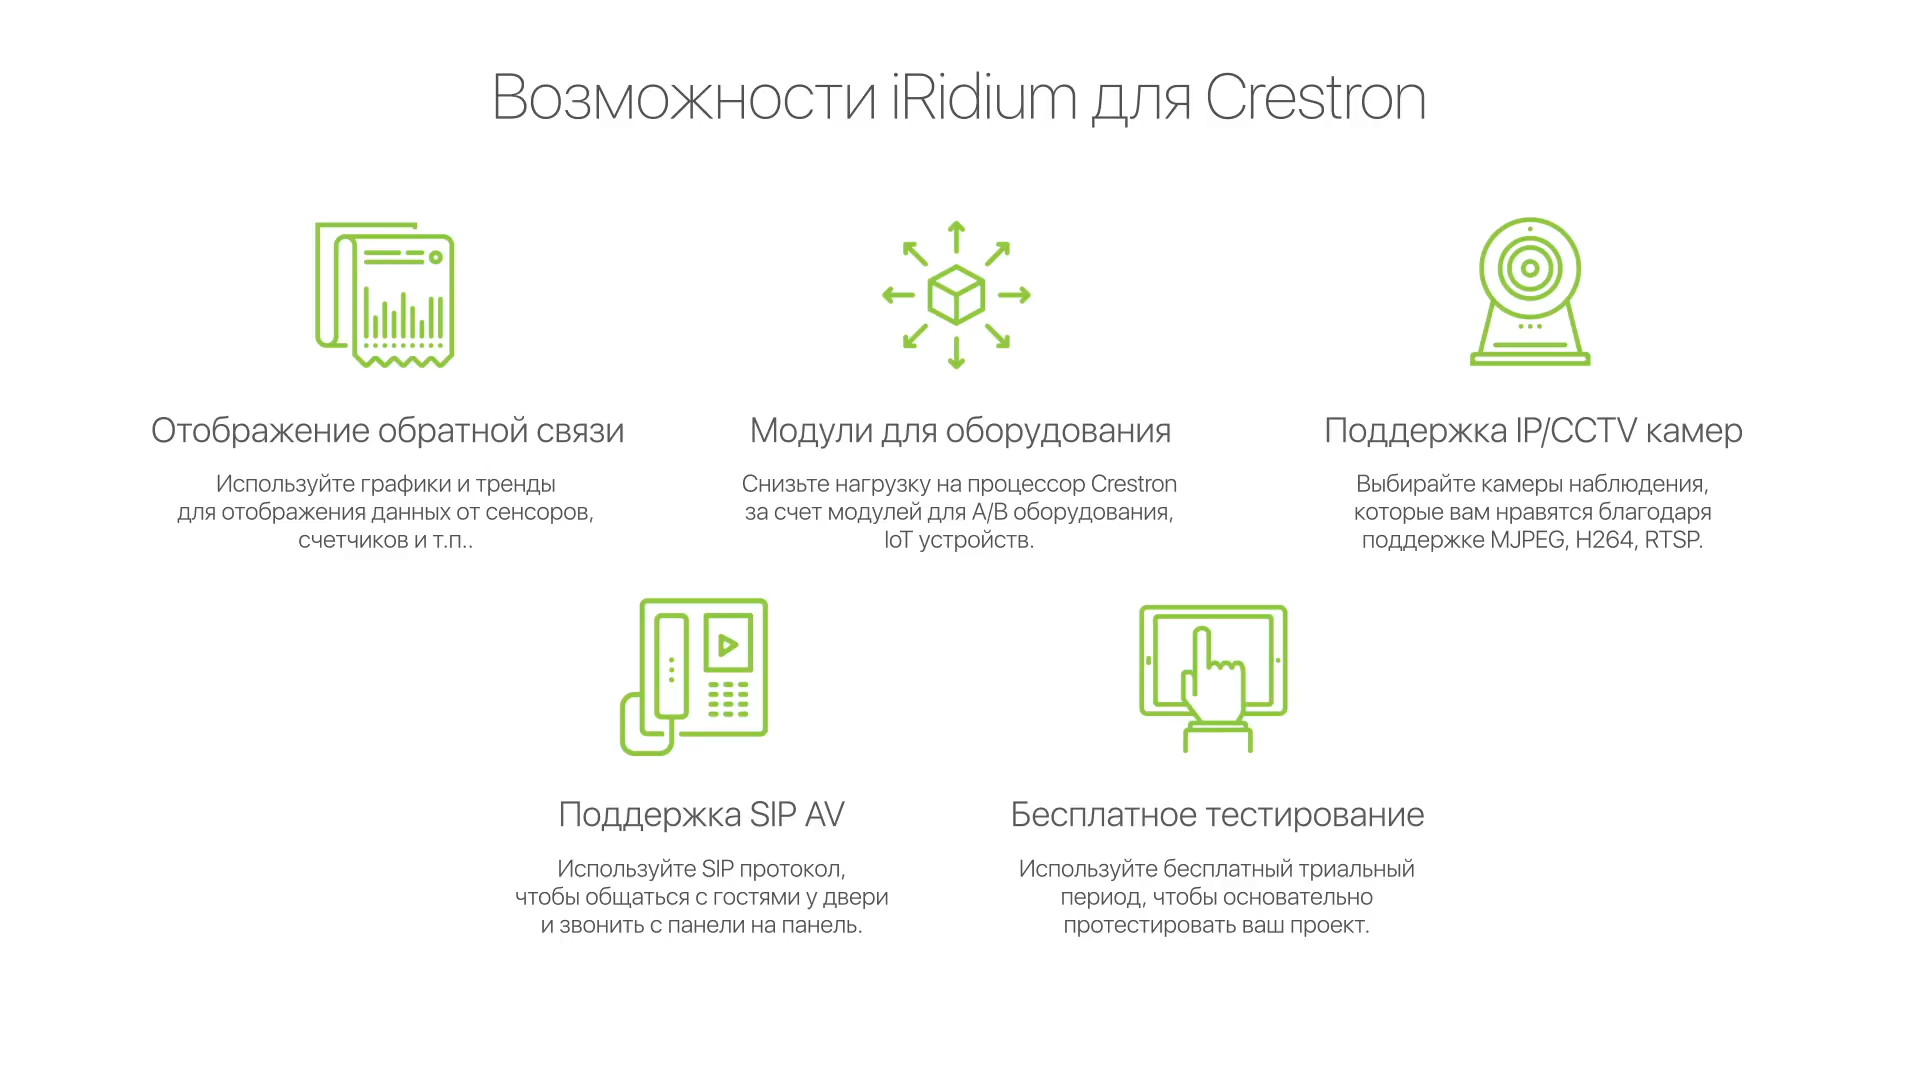 Возможности iRidium для Crestron
Отображение обратной связи
Используйте графики и тренды
для отображения данных от сенсоров,
счетчиков и т.п..
Модули для оборудования
Снизьте нагрузку на процессор Crestron
за счет модулей для А/В оборудования,
IoT устройств.
Поддержка IP/CCTV камер
Выбирайте камеры наблюдения,
которые вам нравятся благодаря
поддержке MJPEG, H264, RTSP.
Поддержка SIP AV
Используйте SIP протокол,
чтобы общаться с гостями у двери
и звонить с панели на панель.
Бесплатное тестирование
Используйте бесплатный триальный
период, чтобы основательно
протестировать ваш проект.